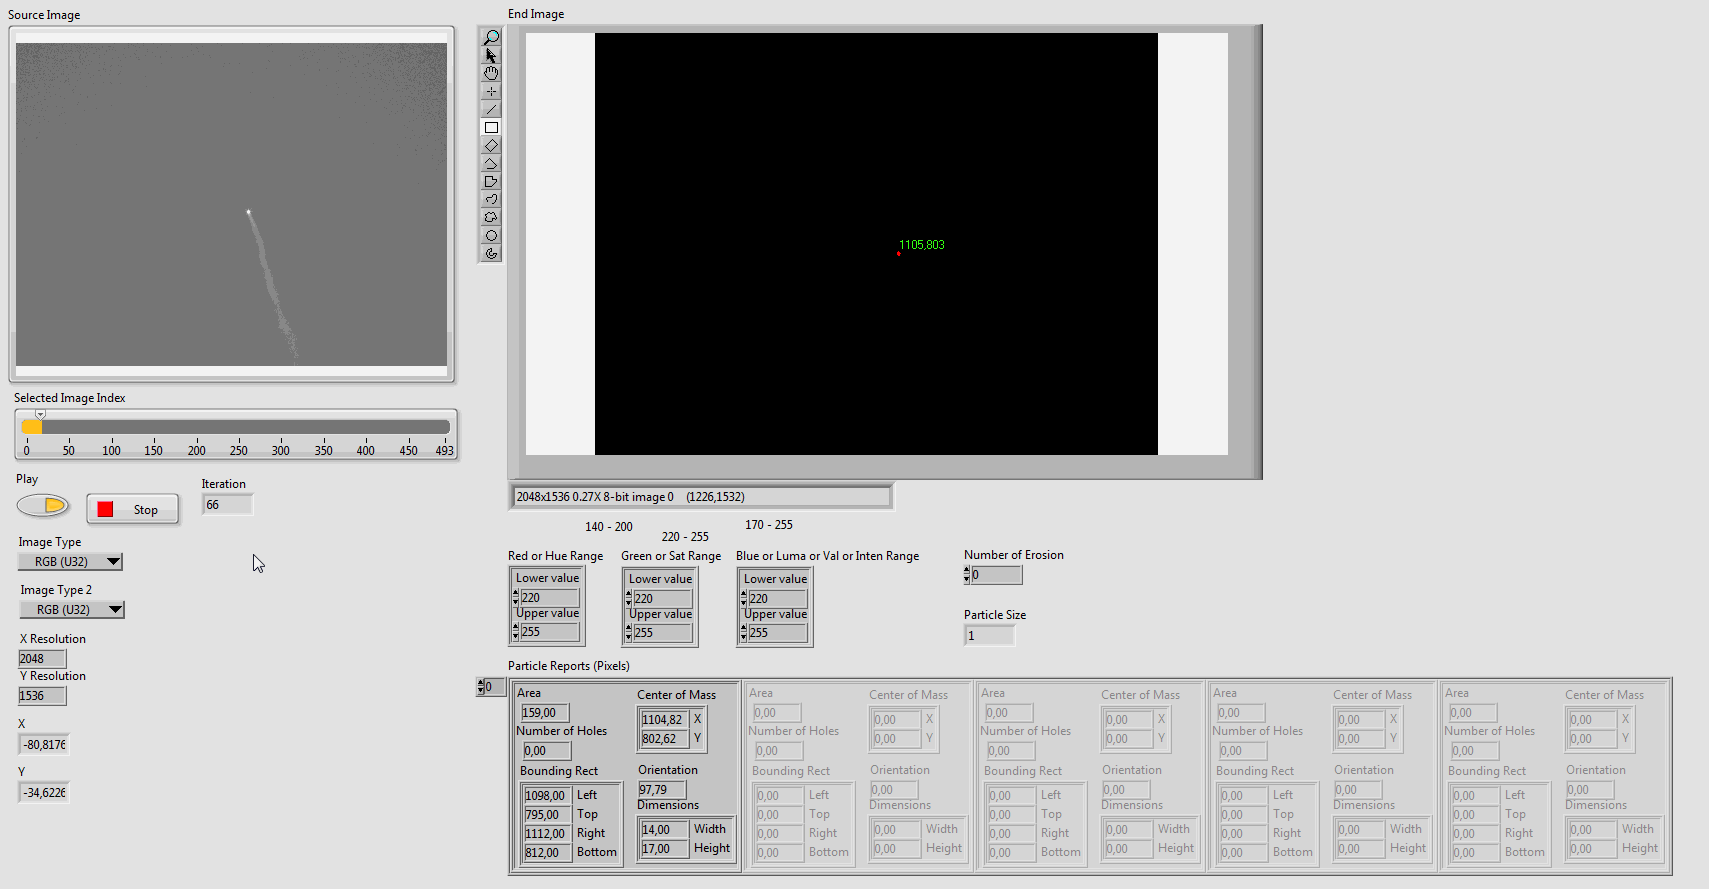 Source Image
End Image
1105,803
Selected Image Index
0 50 100 150 200 250 300 350 400 450 493
Play
Stop
Iteration
66
2048x1536 0.27X 8-bit image 0 (1226,1532)
140 - 200
220 - 255
170 - 255
Image Type
RGB (U32)
Image Type 2
RGB (U32)
X Resolution
2048
Y Resolution
1536
X
-80,8176
Y
-34,6226
Red or Hue Range
Lower value
220
Upper value
255
Green or Sat Range
Lower value
220
Upper value
255
Blue or Luma or Val or Inten Range
Lower value
220
Upper value
255
Number of Erosion
0
Particle Size
1
Particle Reports (Pixels)
0
Area
159,00
Number of Holes
0,00
Bounding Rect
1098,00 Left
795,00 Top
1112,00 Right
812,00 Bottom
Center of Mass
1104,82 X
802,62 Y
Orientation
97,79
Dimensions
14,00 Width
17,00 Height
Area
0,00
Number of Holes
0,00
Bounding Rect
0,00 Left
0,00 Top
0,00 Right
0,00 Bottom
Center of Mass
0,00 X
0,00 Y
Orientation
0,00
Dimensions
0,00 Width
0,00 Height
Area
0,00
Number of Holes
0,00
Bounding Rect
0,00 Left
0,00 Top
0,00 Right
0,00 Bottom
Center of Mass
0,00 X
0,00 Y
Orientation
0,00
Dimensions
0,00 Width
0,00 Height
Area
0,00
Number of Holes
0,00
Bounding Rect
0,00 Left
0,00 Top
0,00 Right
0,00 Bottom
Center of Mass
0,00 X
0,00 Y
Orientation
0,00
Dimensions
0,00 Width
0,00 Height
Area
0,00
Number of Holes
0,00
Bounding Rect
0,00 Left
0,00 Top
0,00 Right
0,00 Bottom
Center of Mass
0,00 X
0,00 Y
Orientation
0,00
Dimensions
0,00 Width
0,00 Height